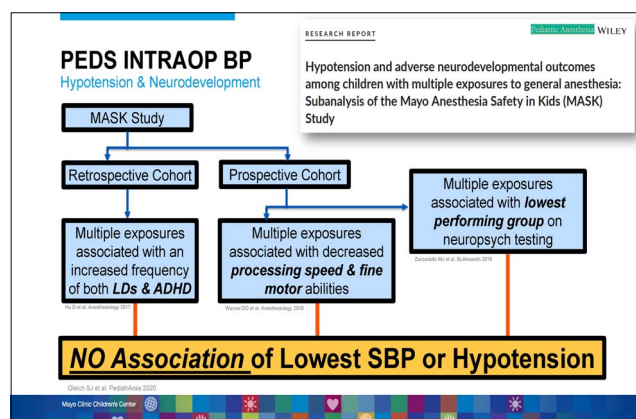 PEDS INTRAOP BP
Hypotension & Neurodevelopment
RESEARCH REPORT
Pediatric Anesthesia WILEY
Hypotension and adverse neurodevelopmental outcomes
among children with multiple exposures to general anesthesia:
Subanalysis of the Mayo Anesthesia Safety in Kids (MASK)
Study
MASK Study
Retrospective Cohort
Prospective Cohort
Multiple exposures
associated with lowest
performing group on
neuropsych testing
Zaccariello MJ et al. BrJAnaesth 2019
Multiple exposures
associated with an
increased frequency
of both LDs & ADHD
Hu D et al. Anesthesiology 2017
Multiple exposures
associated with decreased
processing speed & fine
motor abilities
Warner DO et al. Anesthesiology 2018
NO Association of Lowest SBP or Hypotension
Gleich SJ et al. PediatrAnes 2020
Mayo Clinic Children's Center